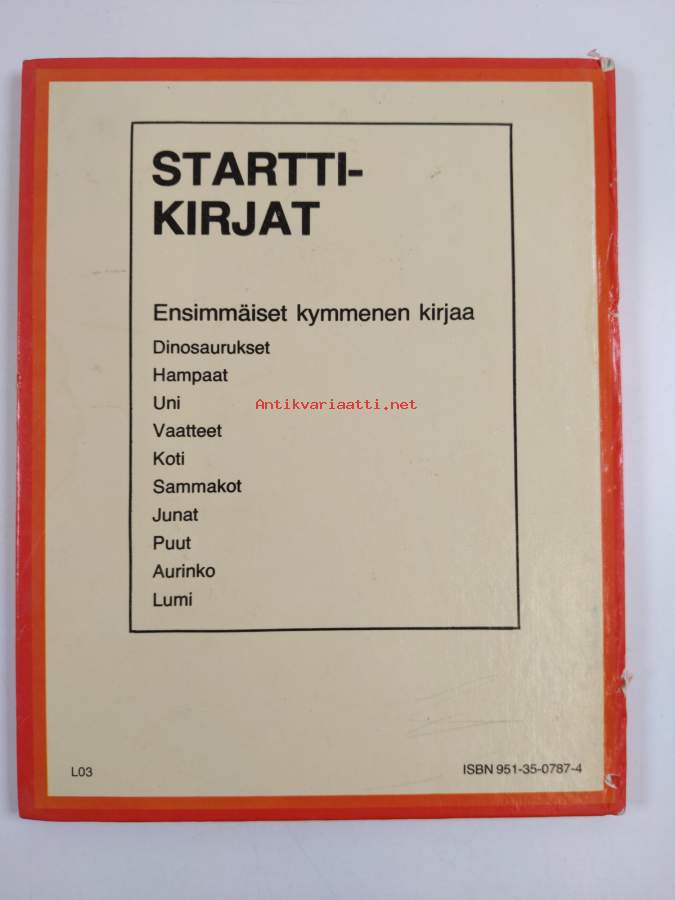 STARTTI-
KIRJAT
Ensimmäiset kymmenen kirjaa
Dinosaurukset
Hampaat
Uni
Antikvariaatti.net
Vaatteet
Koti
Sammakot
Junat
Puut
Aurinko
Lumi
L03
ISBN 951-35-0787-4